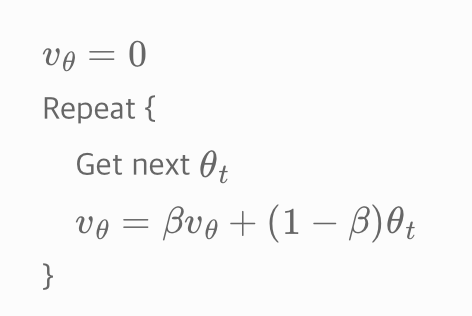 v_θ = 0
Repeat {
Get next θ_t
v_θ = βv_θ + (1 − β)θ_t
}